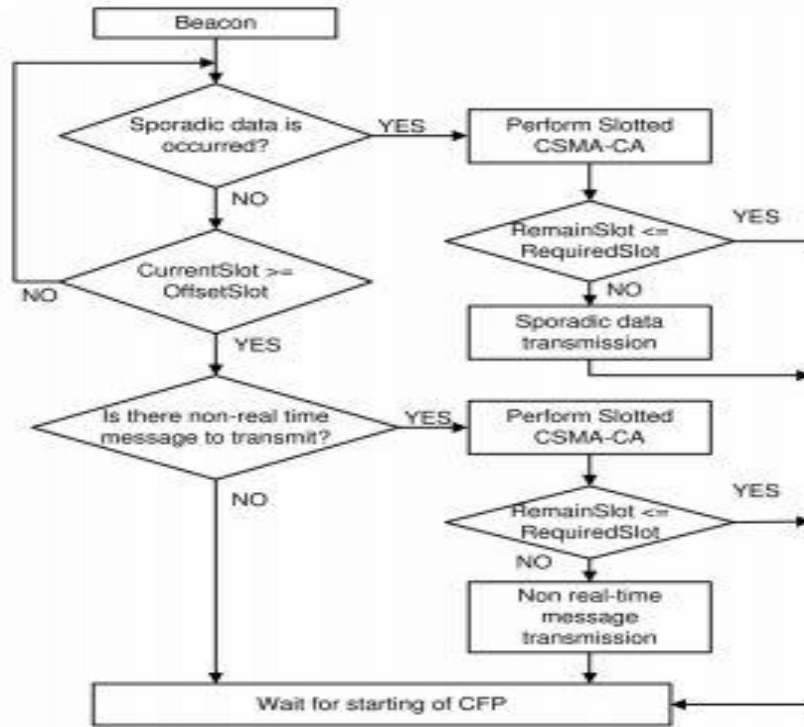 Beacon
Sporadic data is
occurred?
YES
Perform Slotted
CSMA-CA
NO
RemainSlot <=
RequiredSlot
YES
CurrentSlot >=
OffsetSlot
NO
NO
Sporadic data
transmission
YES
Is there non-real time
message to transmit?
YES
Perform Slotted
CSMA-CA
NO
RemainSlot <=
RequiredSlot
YES
NO
Non real-time
message
transmission
Wait for starting of CFP